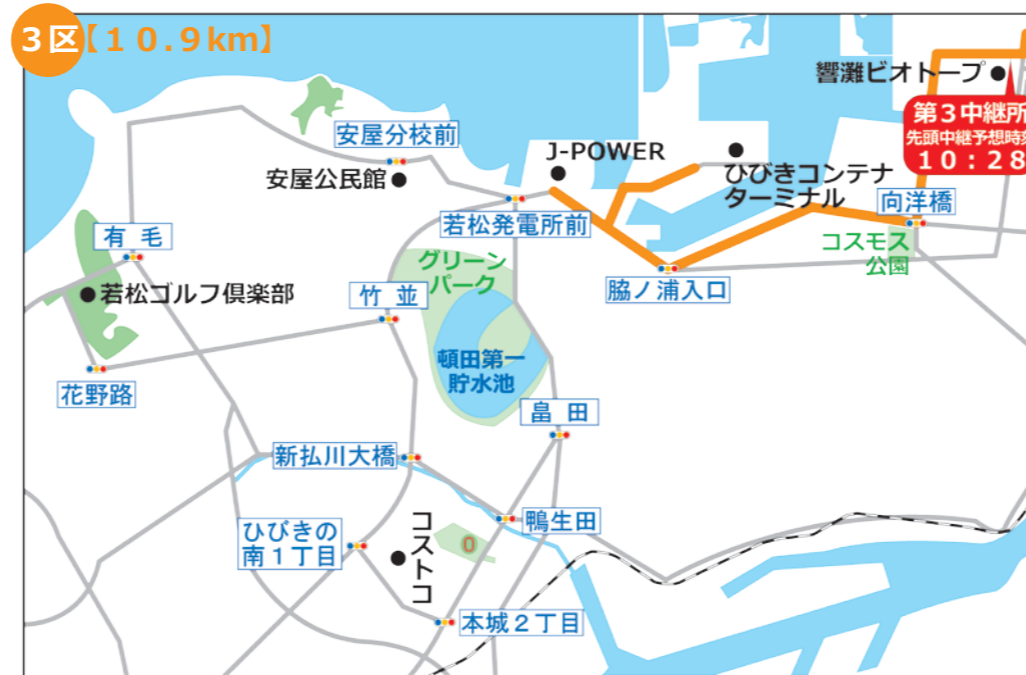 3区【10.9km】
響灘ビオトープ
第3中継所
先頭中継予想時刻
10:28
安屋分校前
J-POWER
安屋公民館
ひびきコンテナ
ターミナル
向洋橋
若松発電所前
コスモス
公園
有毛
グリーン
パーク
若松ゴルフ倶楽部
竹並
脇ノ浦入口
頓田第一
貯水池
花野路
畠田
新払川大橋
鴨生田
ひびきの
南1丁目
コストコ
0
本城2丁目